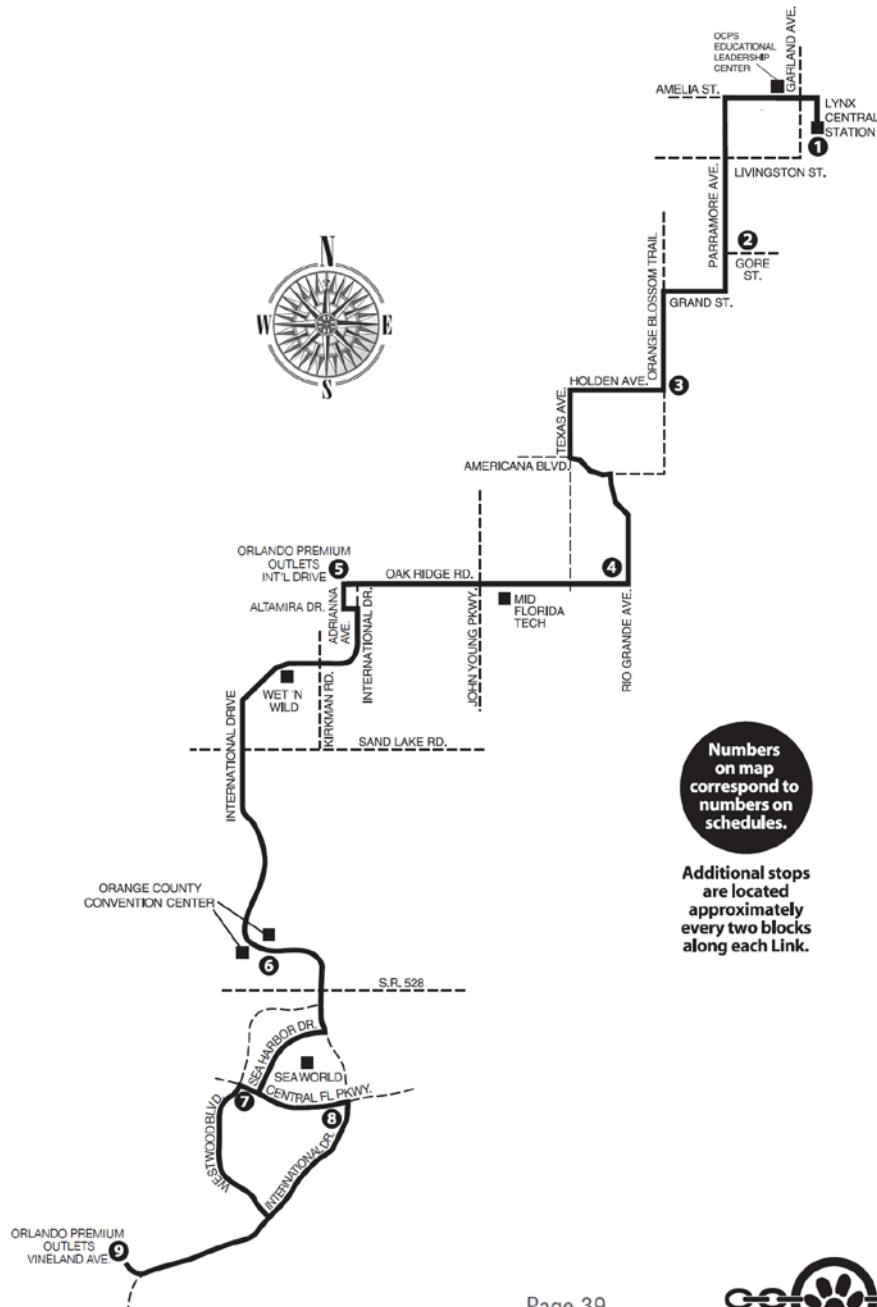 OCPS
EDUCATIONAL
LEADERSHIP
CENTER
GARLAND AVE.
AMELIA ST.
LYNX
CENTRAL
STATION
1
LIVINGSTON ST.
PARRAMORE AVE.
2
GORE
ST.
ORANGE BLOSSOM TRAIL
GRAND ST.
N
W
E
S
HOLDEN AVE.
3
TEXAS AVE.
AMERICANA BLVD.
ORLANDO PREMIUM
OUTLETS
INT'L DRIVE
5
OAK RIDGE RD.
4
MID
FLORIDA
TECH
ALTAMIRA DR.
ADRIANNA
AVE.
INTERNATIONAL DR.
JOHN YOUNG PKWY.
RIO GRANDE AVE.
WET 'N
WILD
KIRKMAN RD.
INTERNATIONAL DRIVE
SAND LAKE RD.
Numbers
on map
correspond to
numbers on
schedules.
Additional stops
are located
approximately
every two blocks
along each Link.
ORANGE COUNTY
CONVENTION CENTER
6
S.R. 528
SEA HARBOR DR.
SEA WORLD
CENTRAL FL PKWY.
7
8
WESTWOOD BLVD
INTERNATIONAL DR.
ORLANDO PREMIUM
OUTLETS
VINELAND AVE.
9
Page 39